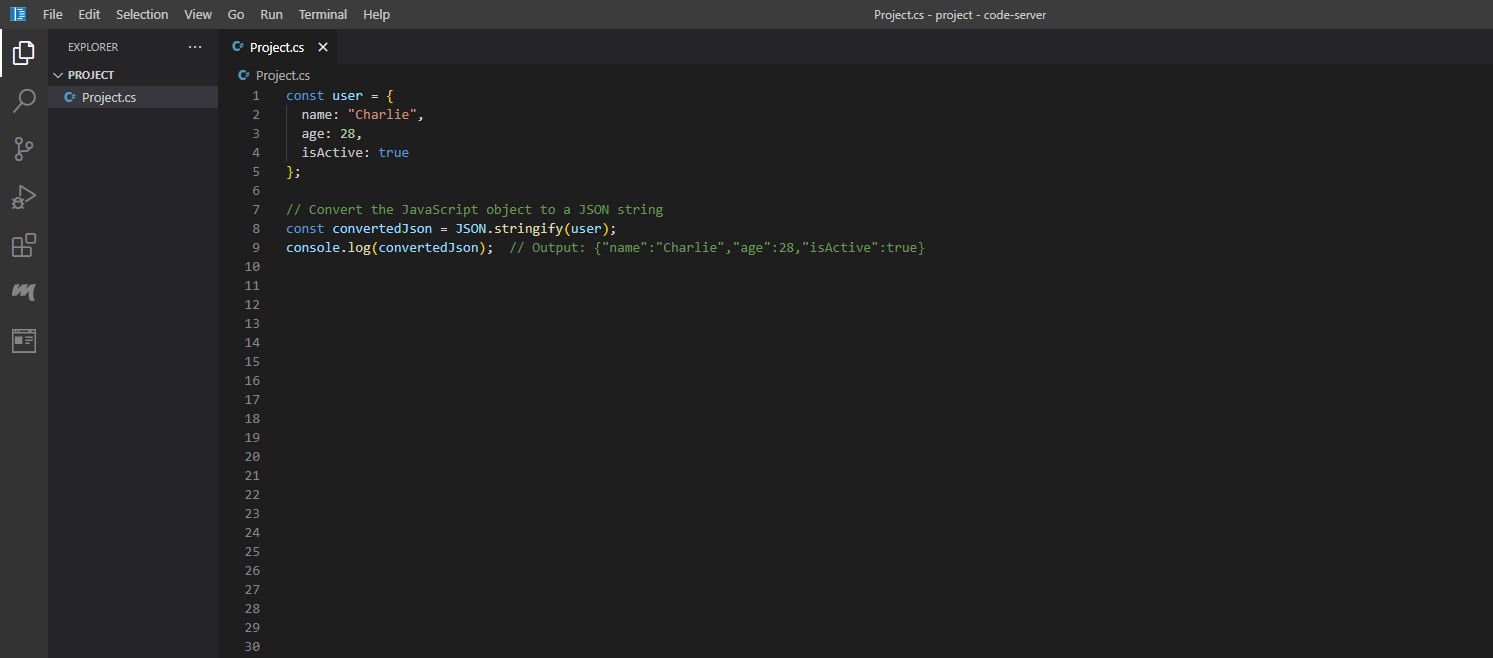 File Edit Selection View Go Run Terminal Help Project.cs - project - code-server
EXPLORER ···
PROJECT
C# Project.cs
C# Project.cs ×
C# Project.cs
1 const user = {
2   name: "Charlie",
3   age: 28,
4   isActive: true
5 };
6
7 // Convert the JavaScript object to a JSON string
8 const convertedJson = JSON.stringify(user);
9 console.log(convertedJson);  // Output: {"name":"Charlie","age":28,"isActive":true}
10
11
12
13
14
15
16
17
18
19
20
21
22
23
24
25
26
27
28
29
30